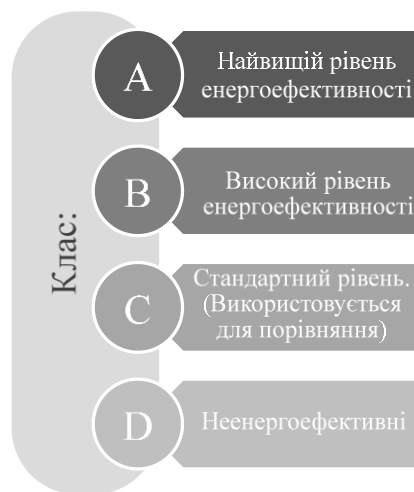 Клас:
A
Найвищій рівень
енергоефективності
B
Високий рівень
енергоефективності
C
Стандартний рівень.
(Використовується
для порівняння)
D
Неенергоефективні